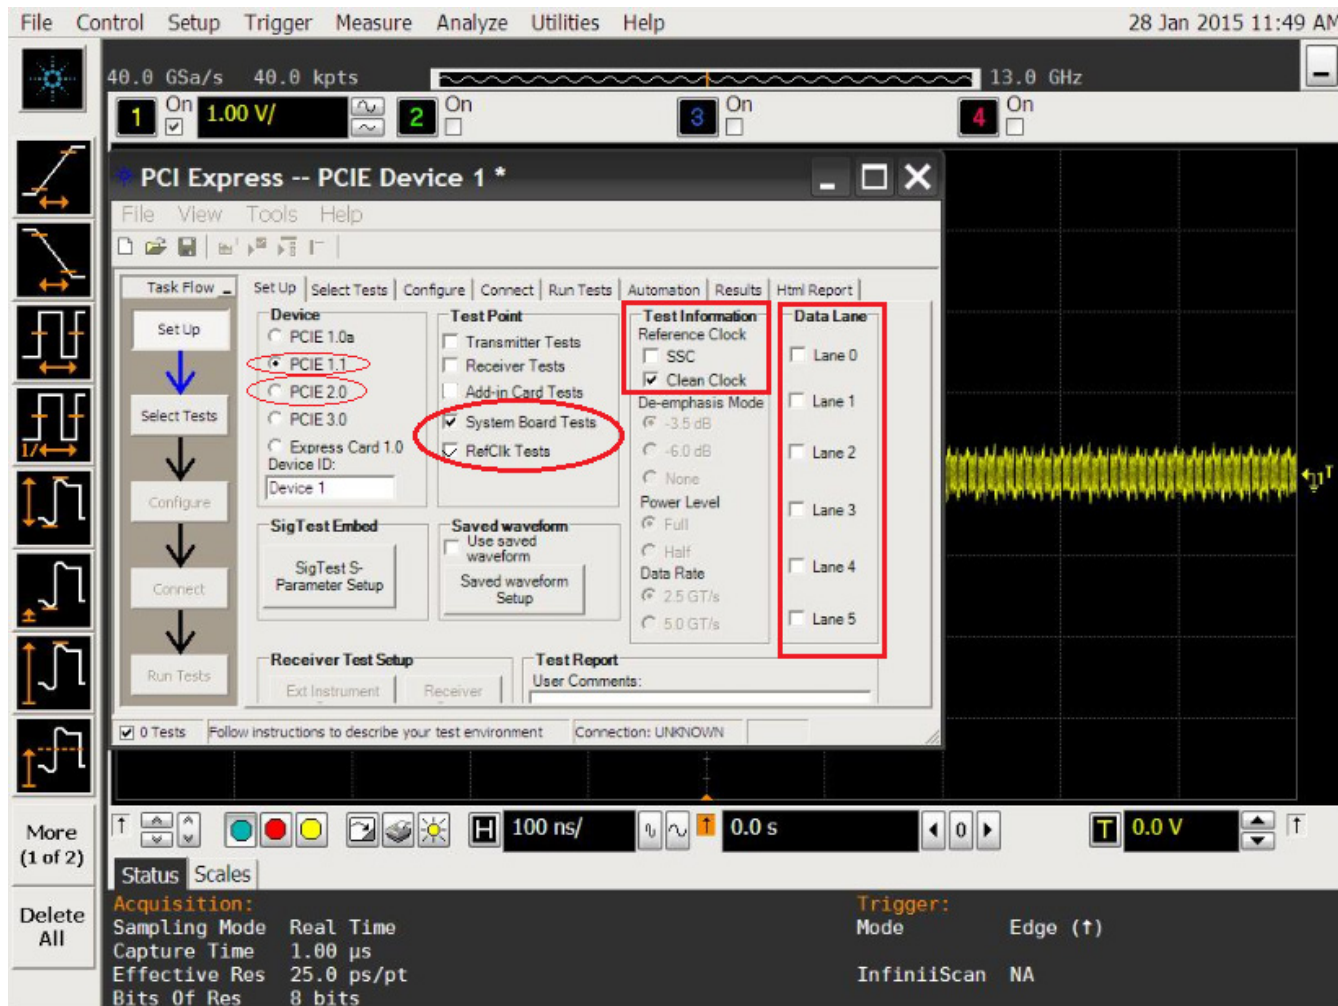 File Control Setup Trigger Measure Analyze Utilities Help 28 Jan 2015 11:49 AM
40.0 GSa/s 40.0 kpts 13.0 GHz
1 On 1.00 V/ 2 On 3 On 4 On
PCI Express -- PCIE Device 1 *
File View Tools Help
Task Flow Set Up Select Tests Configure Connect Run Tests Automation Results Html Report
Set Up
Select Tests
Configure
Connect
Run Tests
Device
PCIE 1.0a
PCIE 1.1
PCIE 2.0
PCIE 3.0
Express Card 1.0
Device ID:
Device 1
Test Point
Transmitter Tests
Receiver Tests
Add-in Card Tests
System Board Tests
RefClk Tests
Test Information
Reference Clock
SSC
Clean Clock
De-emphasis Mode
-3.5 dB
-6.0 dB
None
Power Level
Full
Half
Data Rate
2.5 GT/s
5.0 GT/s
Data Lane
Lane 0
Lane 1
Lane 2
Lane 3
Lane 4
Lane 5
SigTest Embed
SigTest S-
Parameter Setup
Saved waveform
Use saved
waveform
Saved waveform
Setup
Receiver Test Setup
Ext Instrument Receiver
Test Report
User Comments:
0 Tests Follow instructions to describe your test environment Connection: UNKNOWN
1/
T
More
(1 of 2)
Delete
All
H 100 ns/ 0.0 s 0 T 0.0 V
Status Scales
Acquisition:
Sampling Mode Real Time
Capture Time 1.00 µs
Effective Res 25.0 ps/pt
Bits Of Res 8 bits
Trigger:
Mode Edge (↑)
InfiniiScan NA